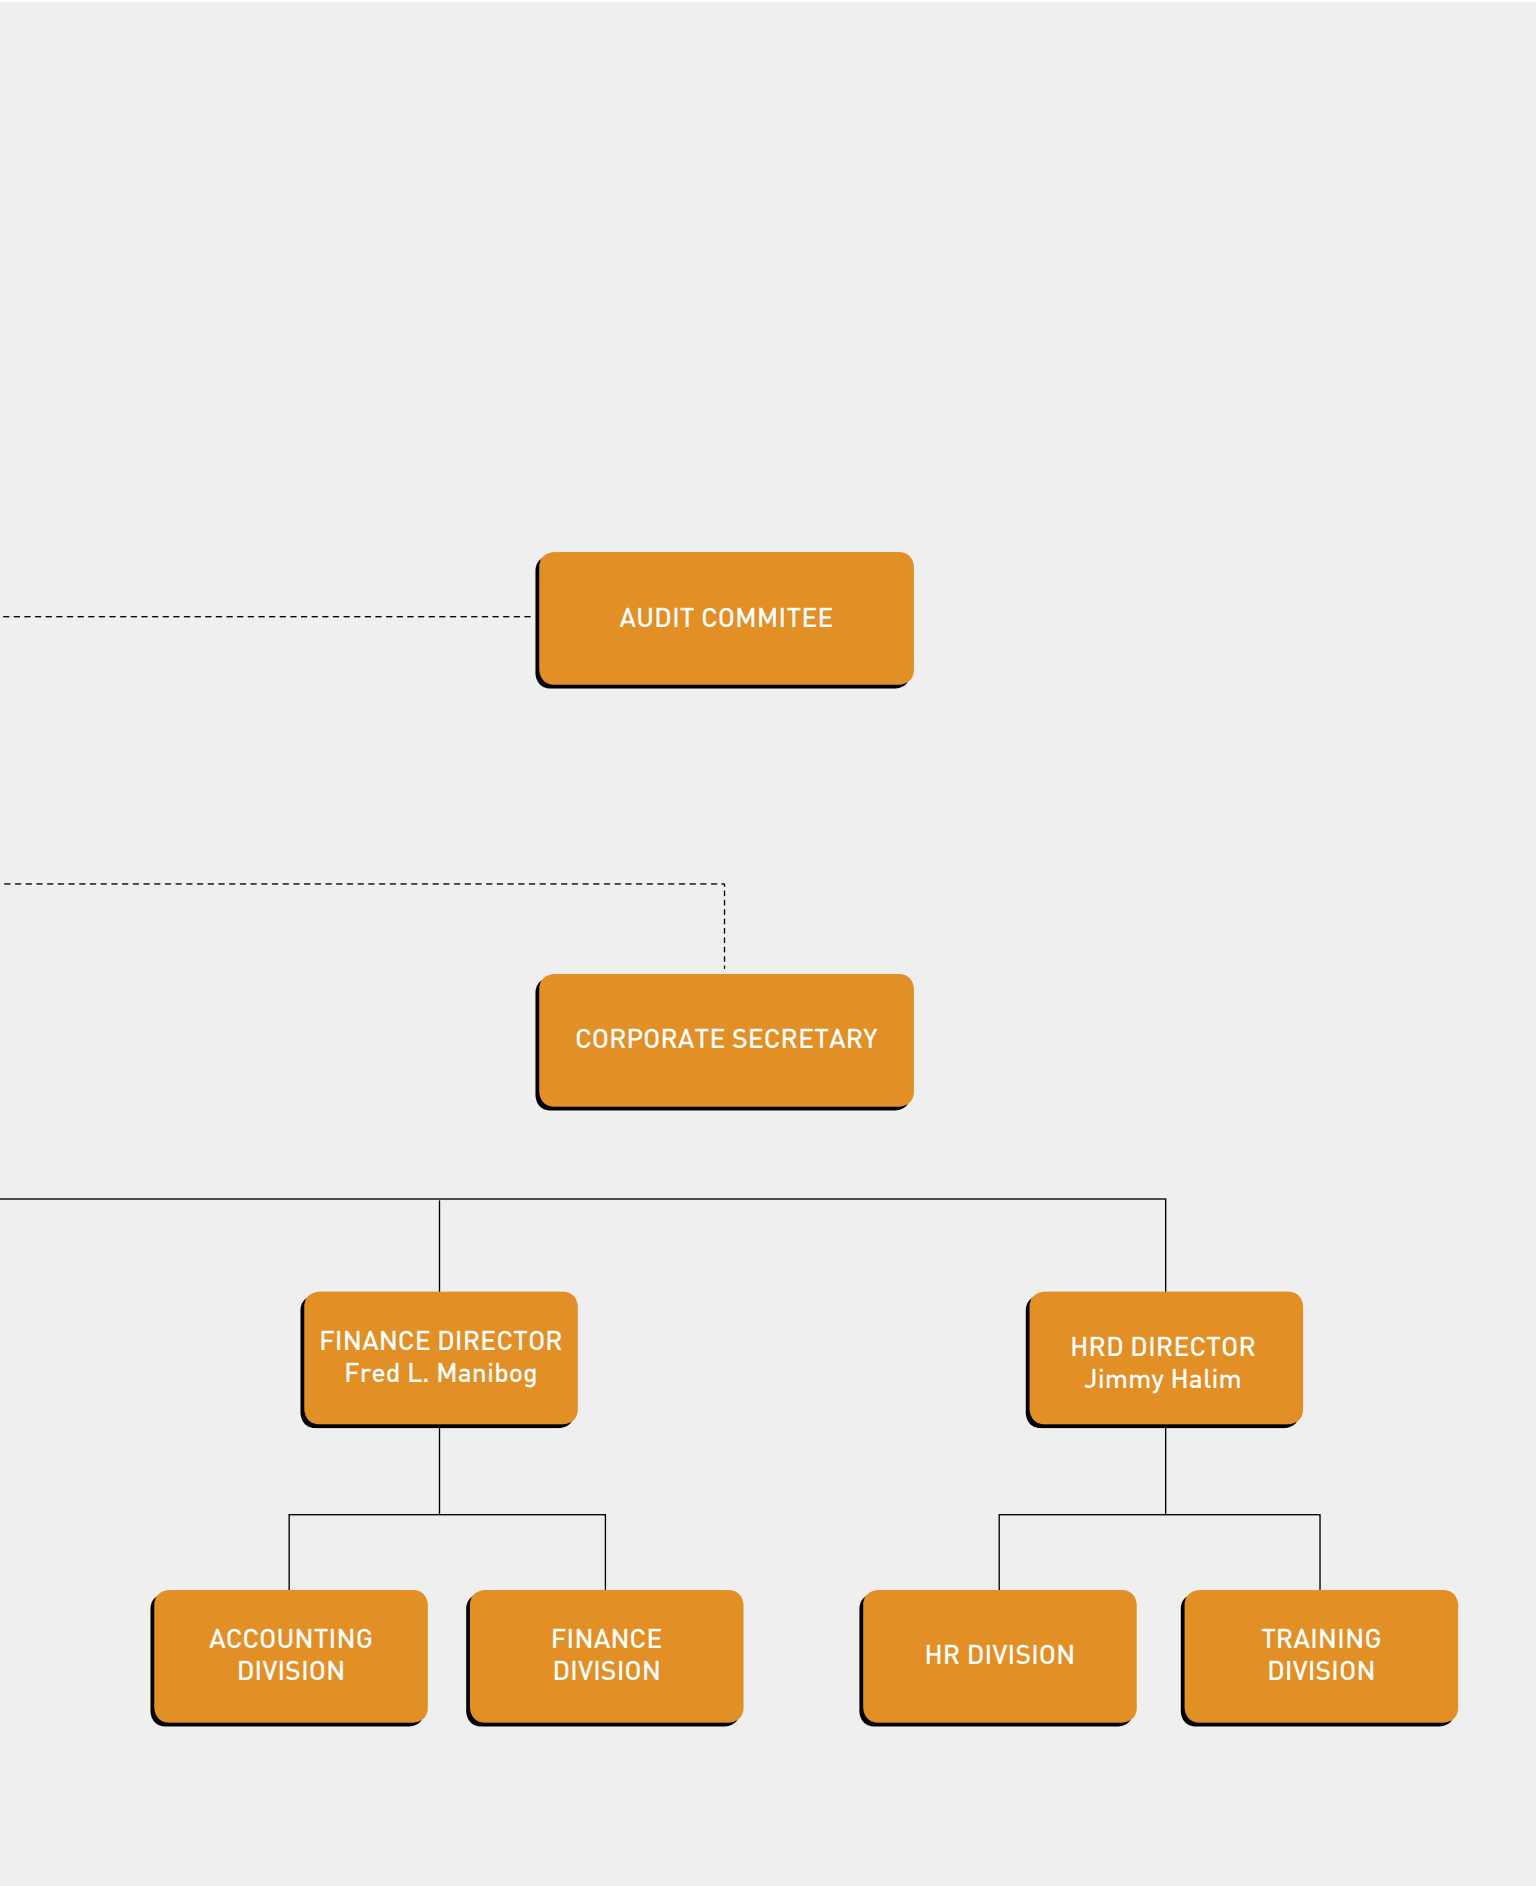 AUDIT COMMITEE
CORPORATE SECRETARY
FINANCE DIRECTOR
Fred L. Manibog
HRD DIRECTOR
Jimmy Halim
ACCOUNTING
DIVISION
FINANCE
DIVISION
HR DIVISION
TRAINING
DIVISION